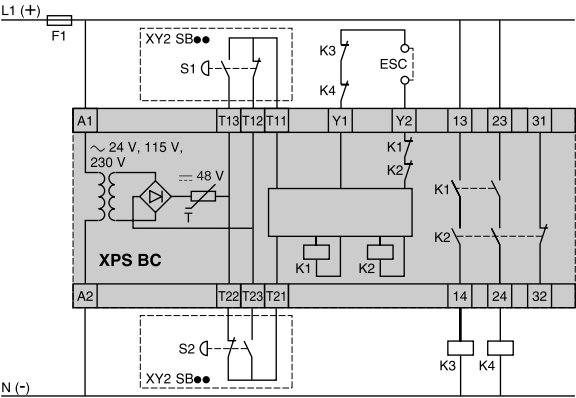 L1 (+)
F1
XY2 SB●●
S1
K3
K4
ESC
A1
T13 T12 T11
Y1
Y2
13
23
31
∼ 24 V, 115 V,
230 V
⎓ 48 V
T
K1
K2
K1
K2
XPS BC
K1
K2
A2
T22 T23 T21
14
24
32
S2
XY2 SB●●
K3
K4
N (-)